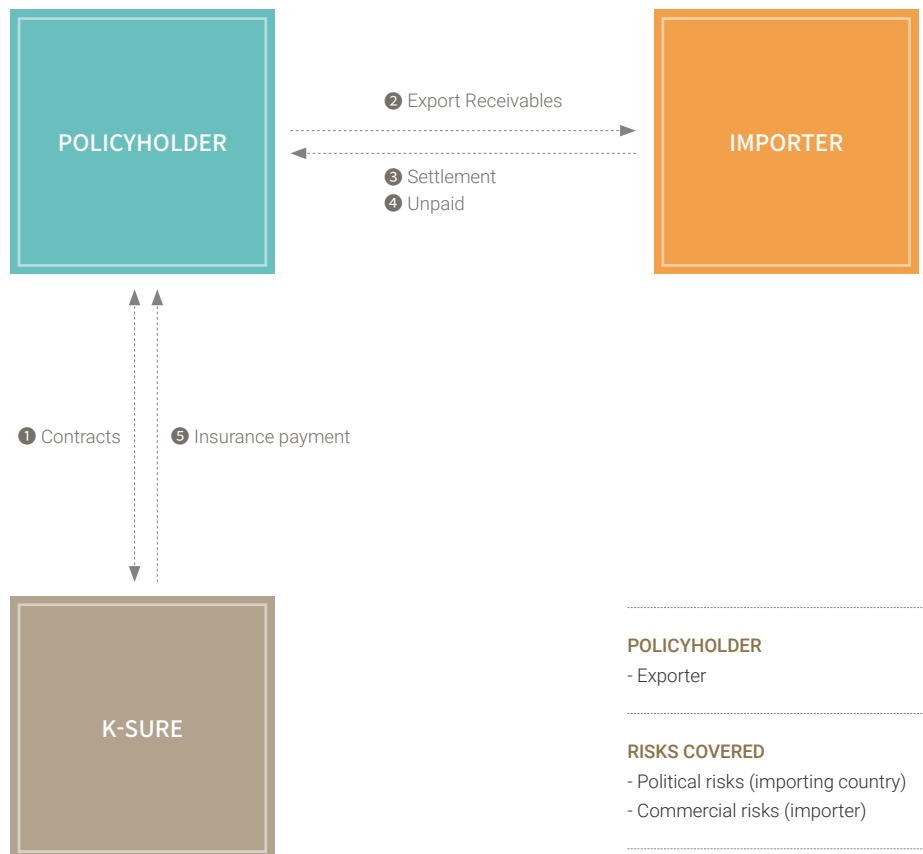 POLICYHOLDER
❷ Export Receivables
❸ Settlement
❹ Unpaid
IMPORTER
❶ Contracts
❺ Insurance payment
K-SURE
POLICYHOLDER
- Exporter
RISKS COVERED
- Political risks (importing country)
- Commercial risks (importer)